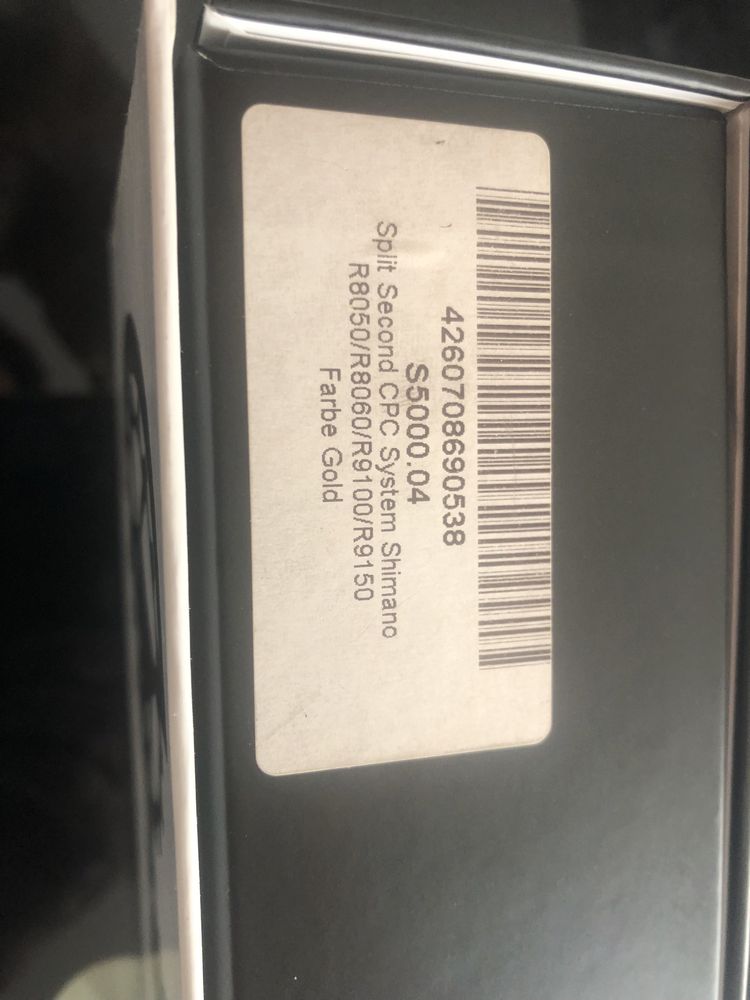 4260708690538
S5000.04
Split Second CPC System Shimano
R8050/R8060/R9100/R9150
Farbe Gold